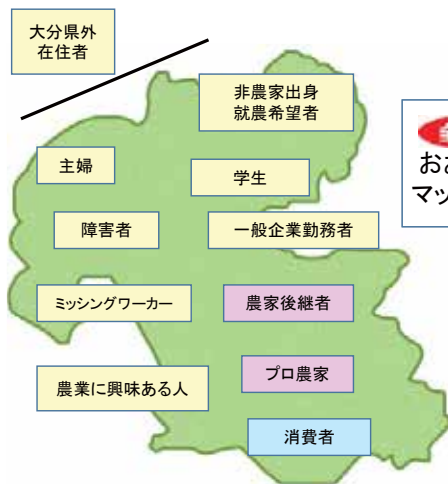 大分県外
在住者
非農家出身
就農希望者
主婦
学生
障害者
一般企業勤務者
ミッシングワーカー
農家後継者
農業に興味ある人
プロ農家
消費者
マッ